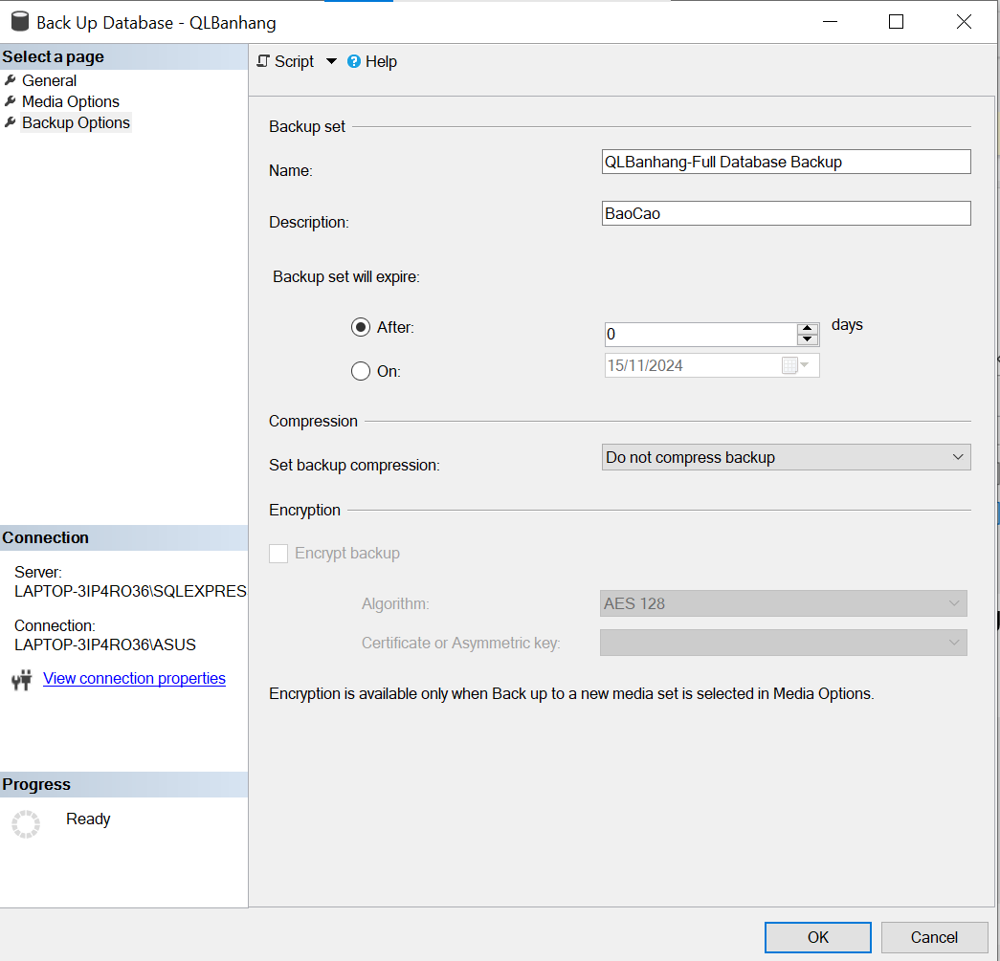 Back Up Database - QLBanhang
Select a page
General
Media Options
Backup Options
Script
Help
Backup set
Name:
QLBanhang-Full Database Backup
Description:
BaoCao
Backup set will expire:
After:
0
days
On:
15/11/2024
Compression
Set backup compression:
Do not compress backup
Encryption
Encrypt backup
Algorithm:
AES 128
Certificate or Asymmetric key:
Encryption is available only when Back up to a new media set is selected in Media Options.
Connection
Server:
LAPTOP-3IP4RO36\SQLEXPRES
Connection:
LAPTOP-3IP4RO36\ASUS
View connection properties
Progress
Ready
OK
Cancel